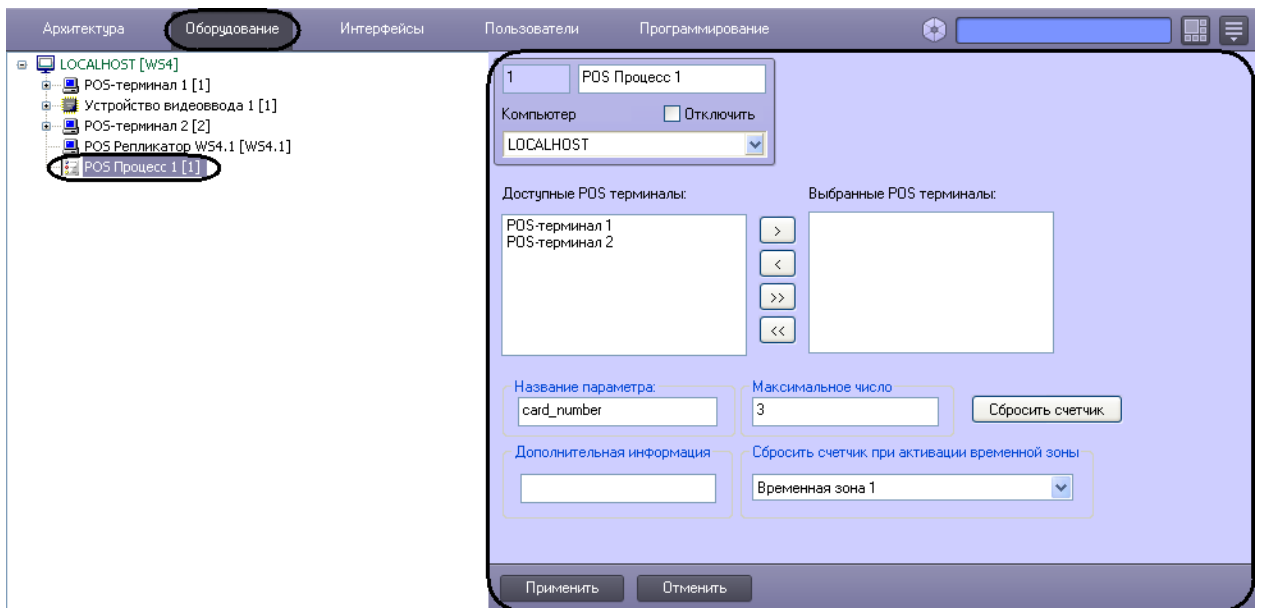 Архитектура
Оборудование
Интерфейсы
Пользователи
Программирование
LOCALHOST [WS4]
POS-терминал 1 [1]
Устройство видеоввода 1 [1]
POS-терминал 2 [2]
POS Репликатор WS4.1 [WS4.1]
POS Процесс 1 [1]
1
POS Процесс 1
Компьютер
Отключить
LOCALHOST
Доступные POS терминалы:
Выбранные POS терминалы:
POS-терминал 1
POS-терминал 2
>
<
>>
<<
Название параметра:
Максимальное число
card_number
3
Сбросить счетчик
Дополнительная информация
Сбросить счетчик при активации временной зоны
Временная зона 1
Применить
Отменить